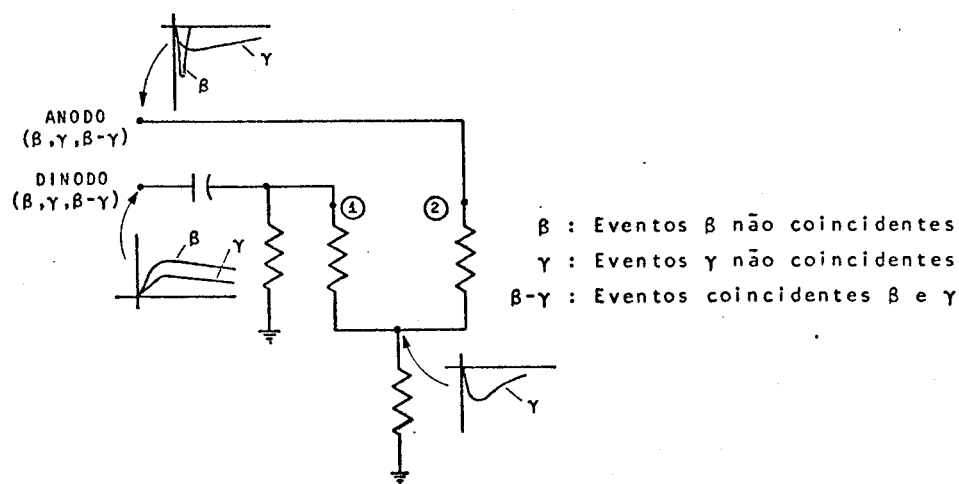 γ
β
ANODO
(β,γ,β-γ)
DINODO
(β,γ,β-γ)
1
2
β
γ
γ
β : Eventos β não coincidentes
γ : Eventos γ não coincidentes
β-γ : Eventos coincidentes β e γ